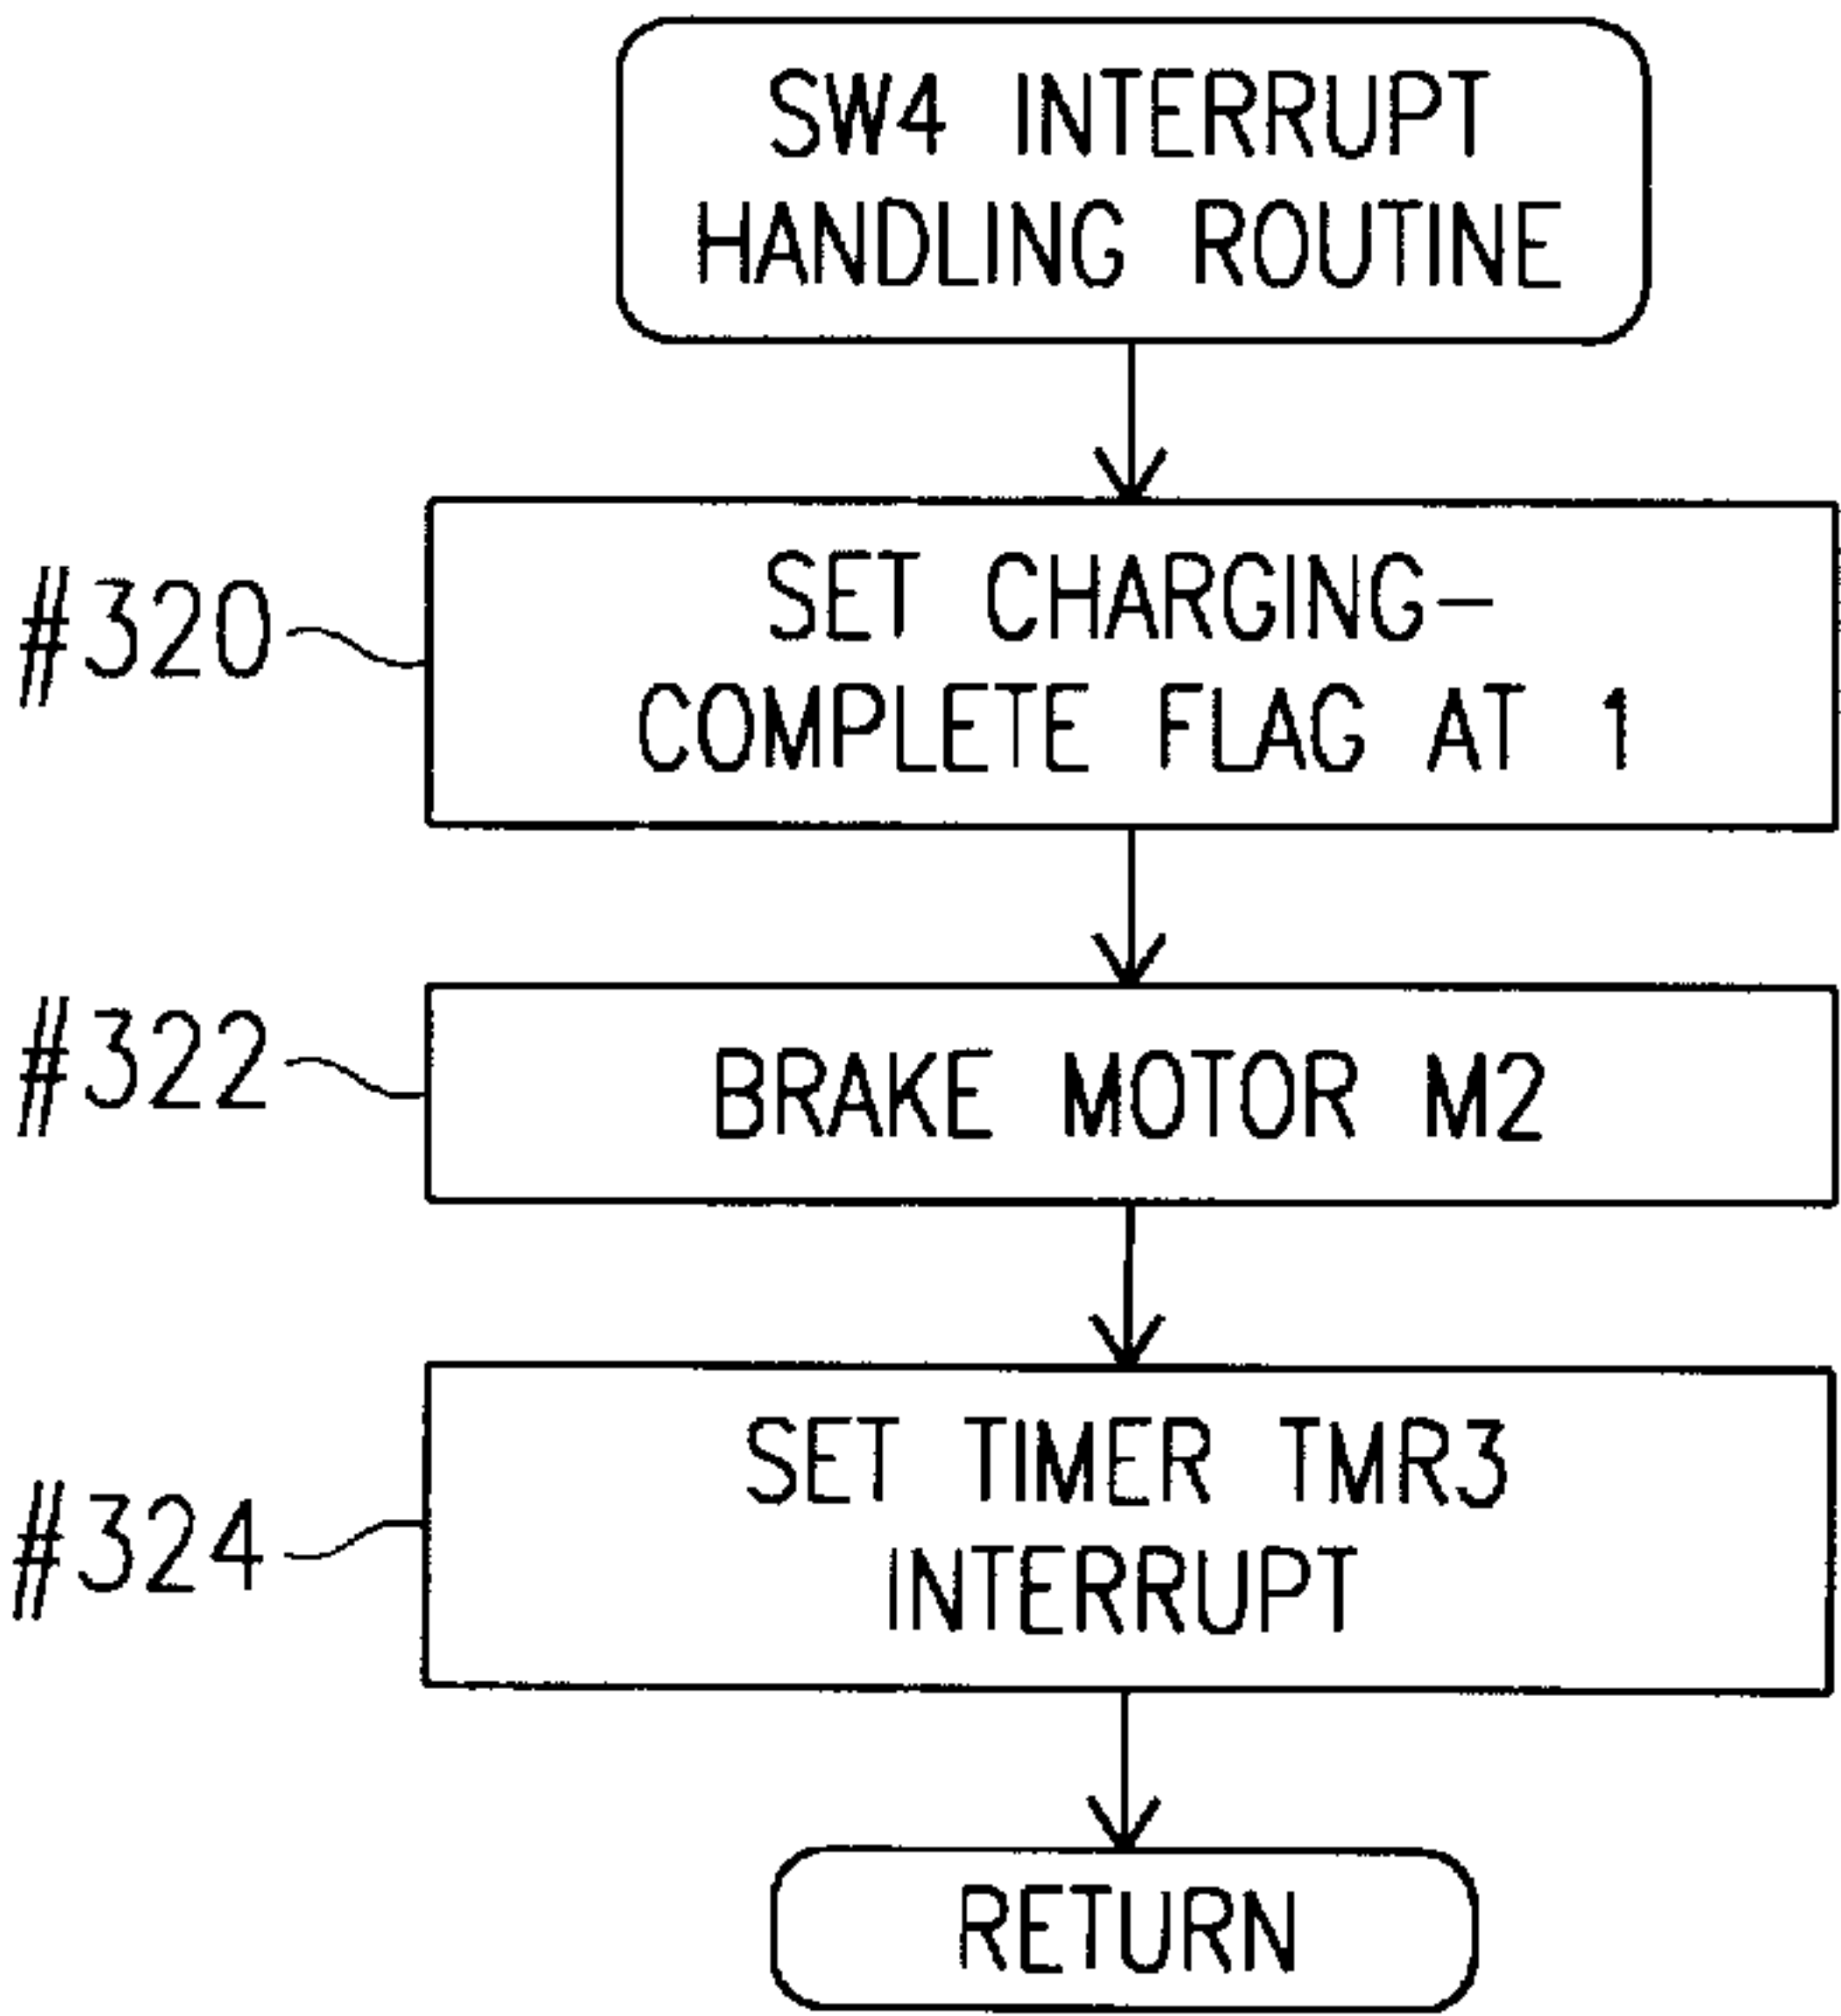 SW4 INTERRUPT
HANDLING ROUTINE
#320
SET CHARGING-
COMPLETE FLAG AT 1
#322
BRAKE MOTOR M2
#324
SET TIMER TMR3
INTERRUPT
RETURN